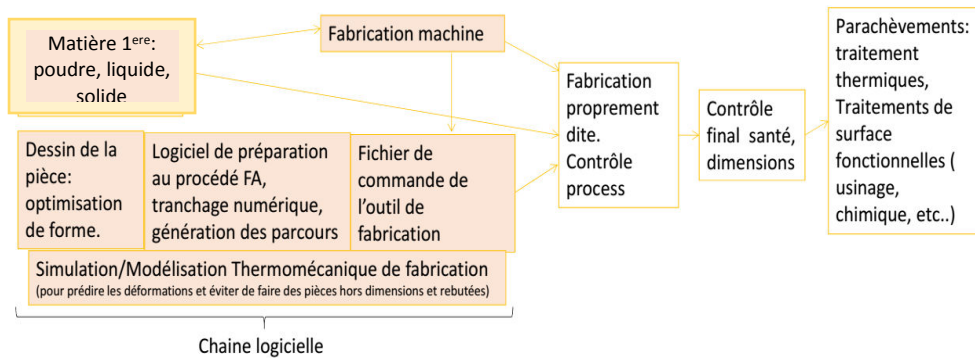 Matière 1ere:
poudre, liquide,
solide
Fabrication machine
Dessin de la
pièce:
optimisation
de forme.
Logiciel de préparation
au procédé FA,
tranchage numérique,
génération des parcours
Fichier de
commande de
l’outil de
fabrication
Simulation/Modélisation Thermomécanique de fabrication
(pour prédire les déformations et éviter de faire des pièces hors dimensions et rebutées)
Chaine logicielle
Fabrication
proprement
dite.
Contrôle
process
Contrôle
final santé,
dimensions
Parachèvements:
traitement
thermiques,
Traitements de
surface
fonctionnelles (
usinage,
chimique, etc..)